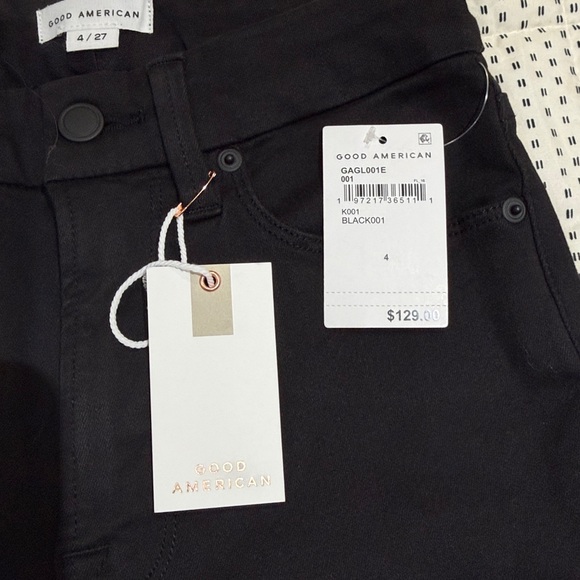 GOOD AMERICAN
4 / 27
GOOD AMERICAN
GAGL001E
001
PL_16
1 97217 36511 1
K001
BLACK001
4
$129.00
GOOD
AMERICAN